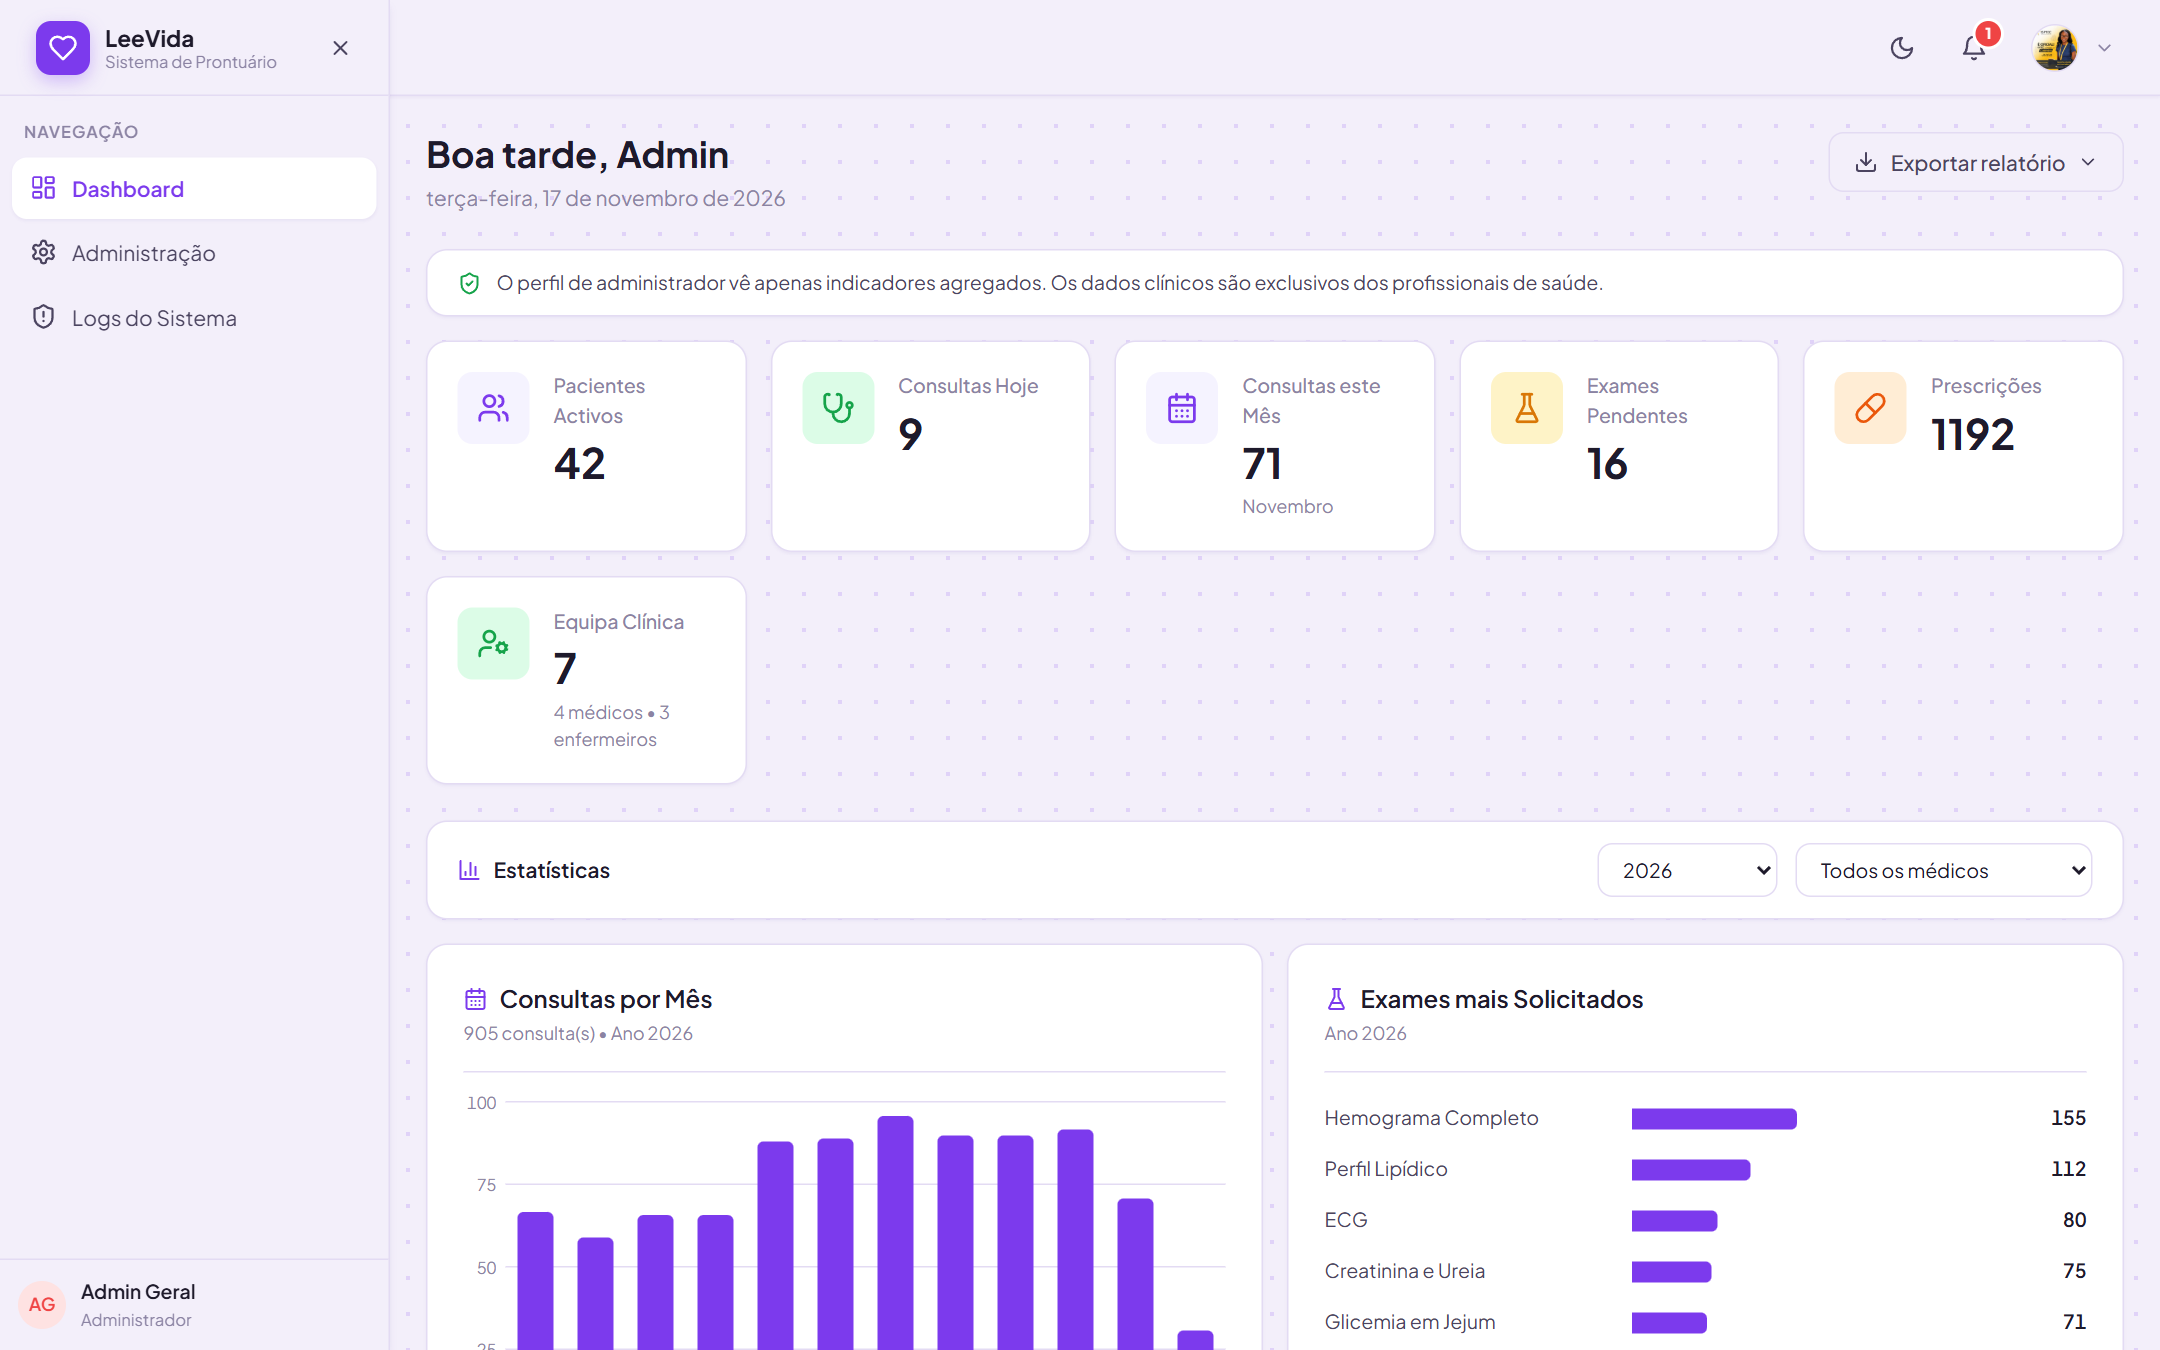 LeeVida
Sistema de Prontuário
1
NAVEGAÇÃO
Dashboard
Administração
Logs do Sistema
Boa tarde, Admin
terça-feira, 17 de novembro de 2026
Exportar relatório
O perfil de administrador vê apenas indicadores agregados. Os dados clínicos são exclusivos dos profissionais de saúde.
Pacientes
Activos
42
Consultas Hoje
9
Consultas este
Mês
71
Novembro
Exames
Pendentes
16
Prescrições
1192
Equipa Clínica
7
4 médicos • 3
enfermeiros
Estatísticas
2026
Todos os médicos
Consultas por Mês
905 consulta(s) • Ano 2026
100
75
50
25
Exames mais Solicitados
Ano 2026
Hemograma Completo 155
Perfil Lipídico 112
ECG 80
Creatinina e Ureia 75
Glicemia em Jejum 71
AG
Admin Geral
Administrador